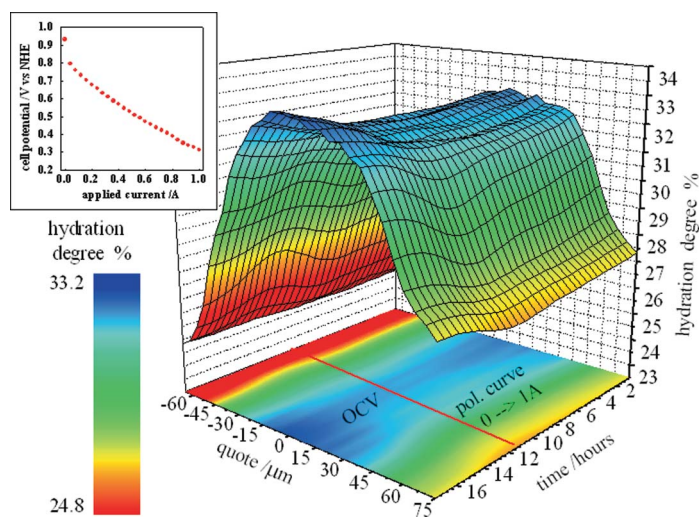 1.0
0.9
0.8
0.7
0.6
0.5
0.4
0.3
0.2
cell potential /V vs NHE
0.0 0.2 0.4 0.6 0.8 1.0
applied current /A
hydration
degree %
33.2
24.8
34
34
33
32
31
30
29
28
27
26
25
24
23
hydration degree %
OCV
pol. curve
0 --> 1A
-60 -45 -30 -15 0 15 30 45 60 75
quote /μm
16 14 12 10 8 6 4 2
time /hours